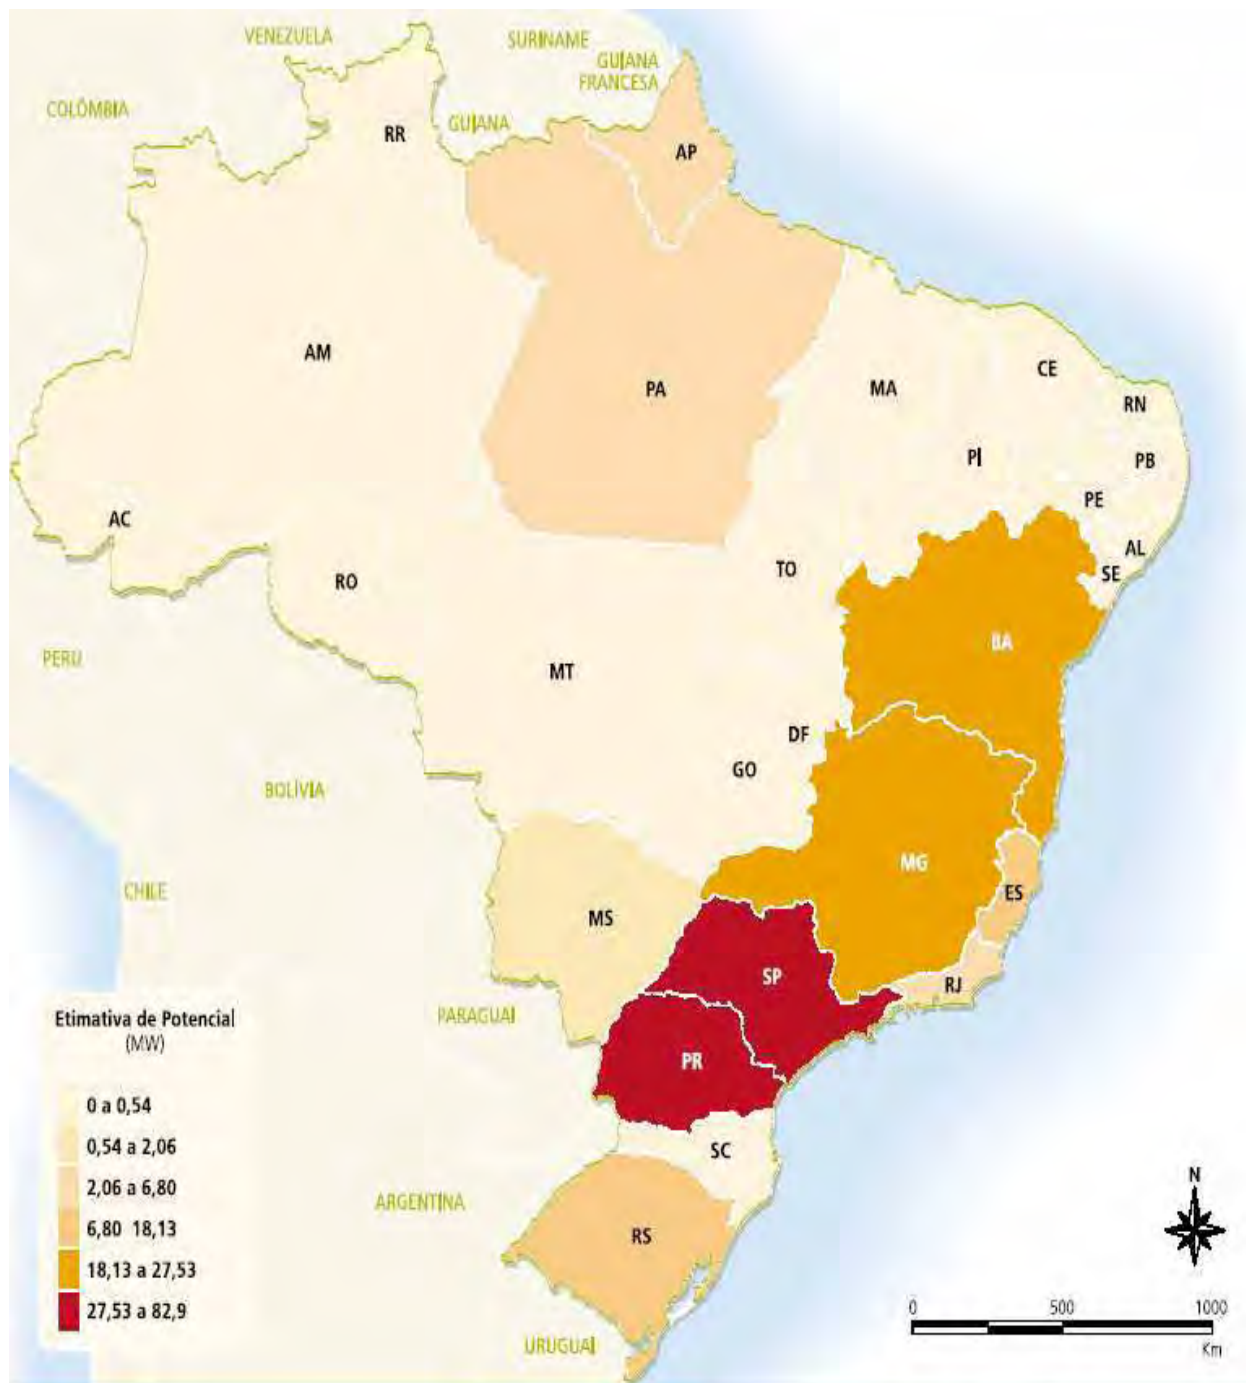 VENEZUELA
SURINAME
GUIANA
FRANCESA
COLÔMBIA
GUIANA
RR
AP
AM
PA
MA
CE
RN
PI
PB
PE
AC
AL
SE
RO
TO
BA
PERU
MT
DF
GO
BOLÍVIA
MG
CHILE
ES
MS
SP
RJ
PARAGUAI
PR
SC
ARGENTINA
RS
URUGUAI
Etimativa de Potencial
(MW)
0 a 0,54
0,54 a 2,06
2,06 a 6,80
6,80 18,13
18,13 a 27,53
27,53 a 82,9
N
0 500 1000
Km